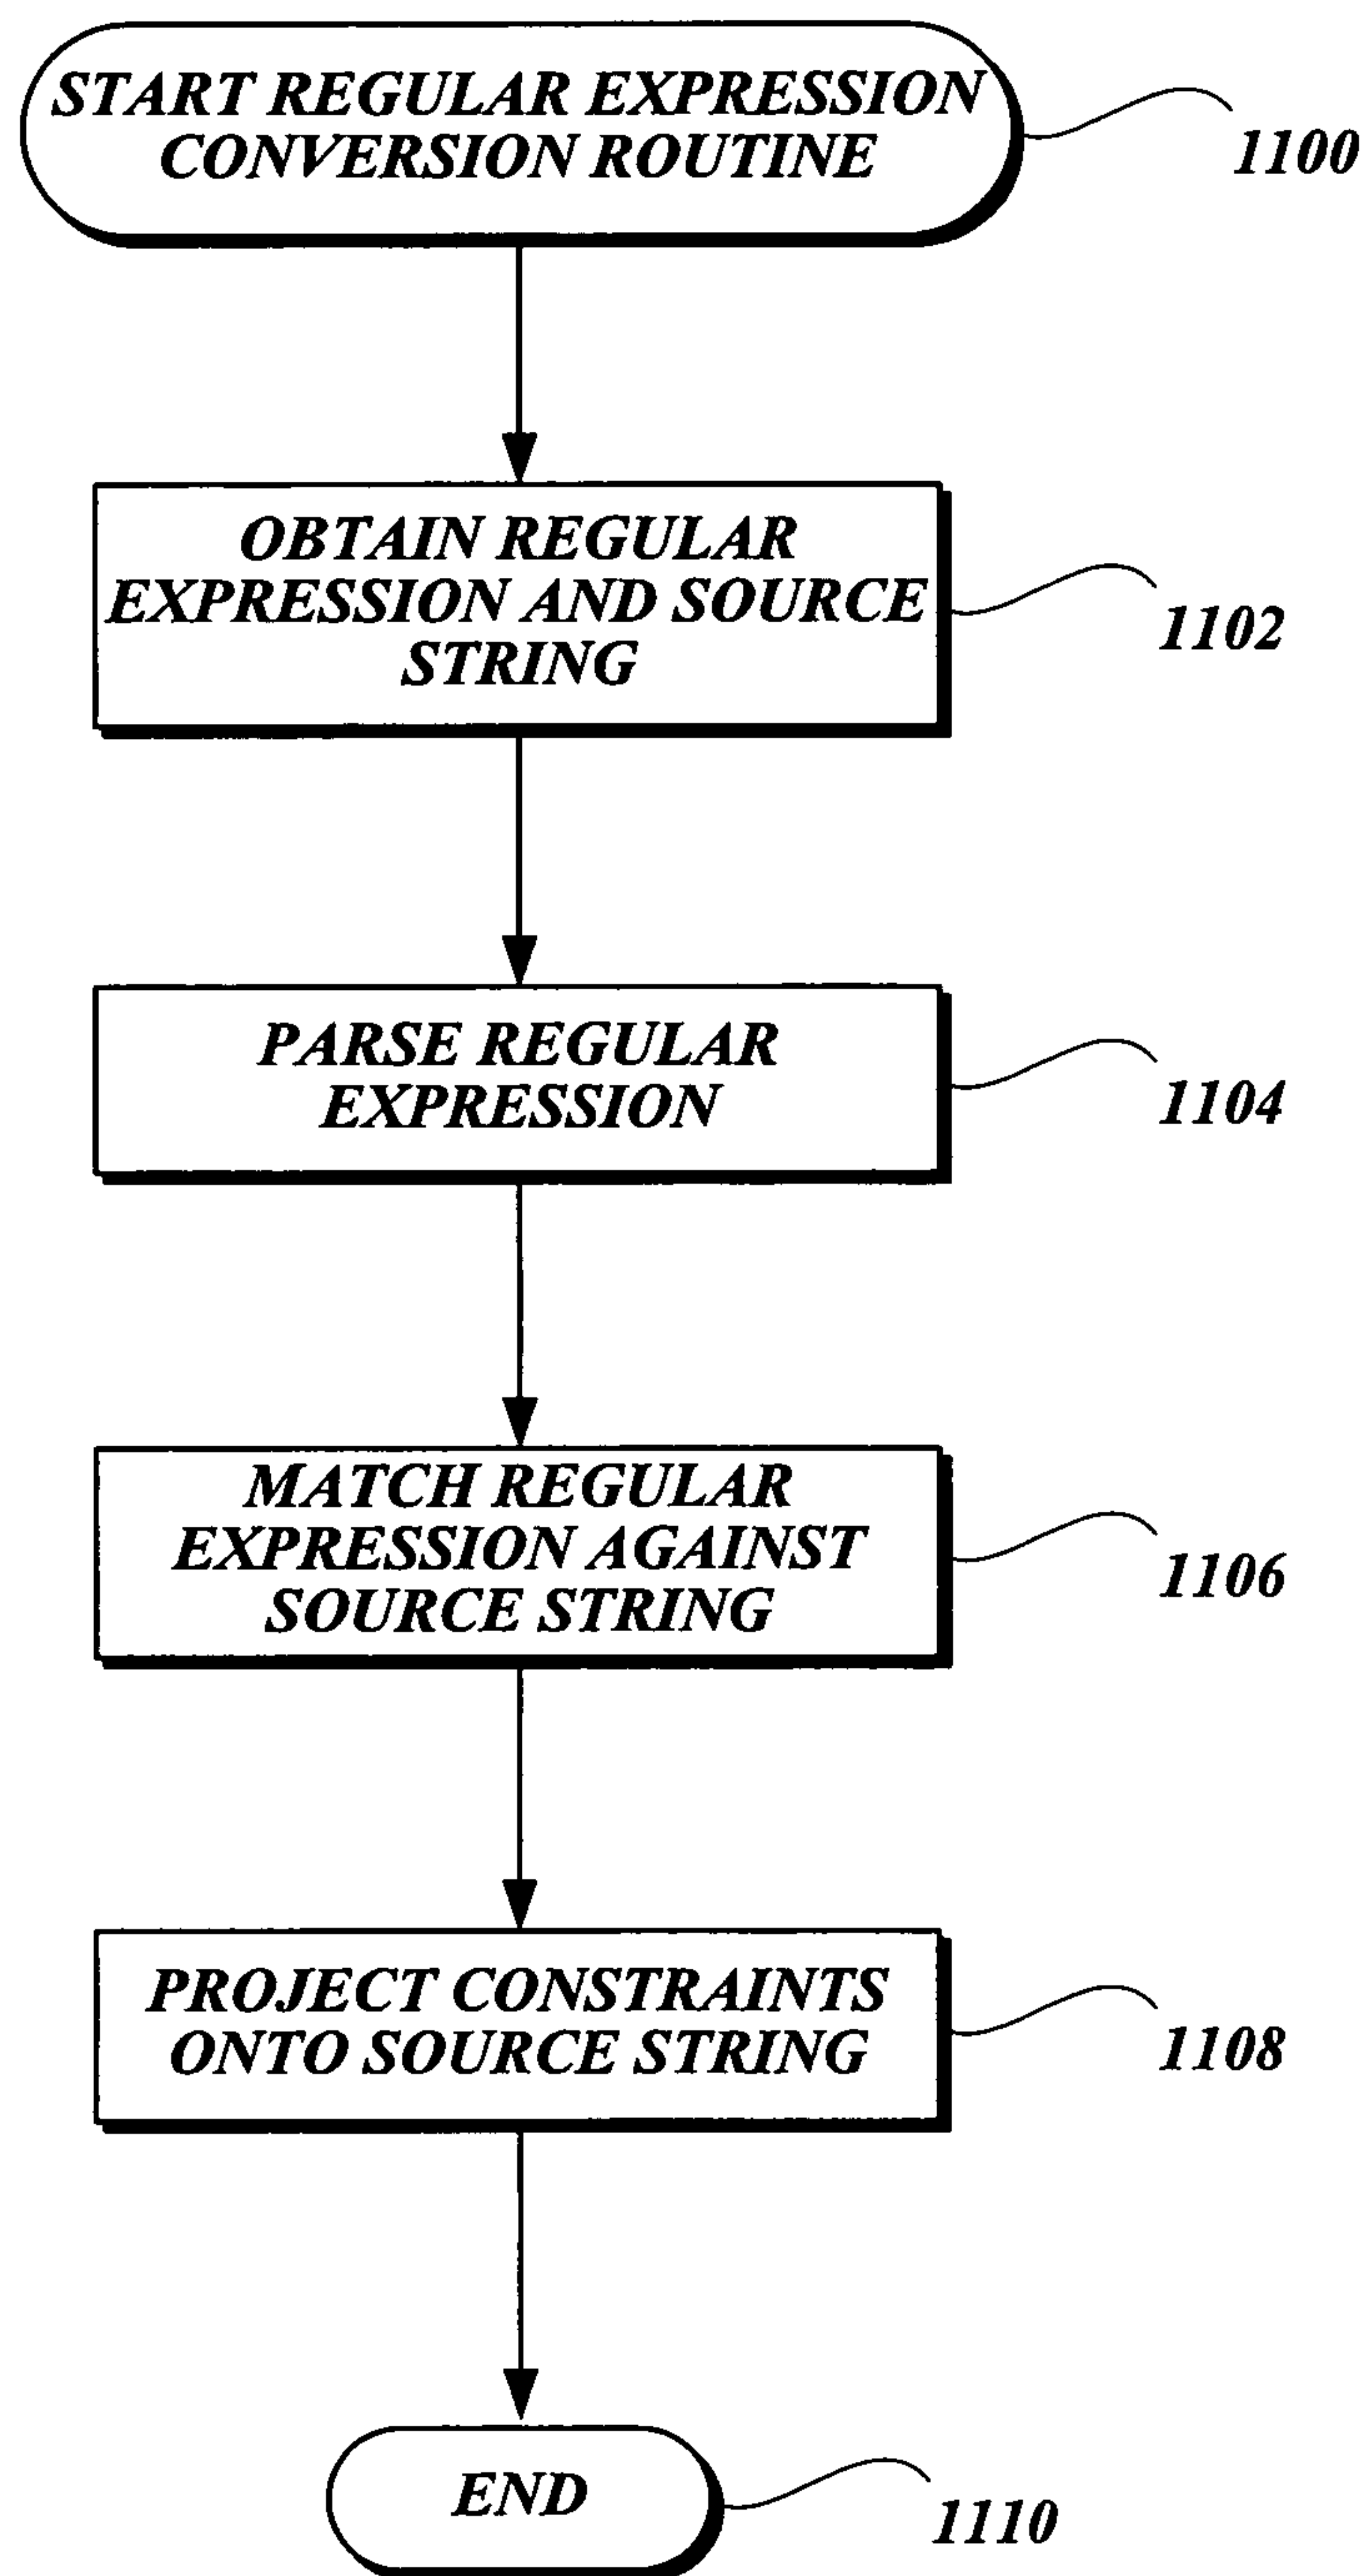 START REGULAR EXPRESSION
CONVERSION ROUTINE
1100
OBTAIN REGULAR
EXPRESSION AND SOURCE
STRING
1102
PARSE REGULAR
EXPRESSION
1104
MATCH REGULAR
EXPRESSION AGAINST
SOURCE STRING
1106
PROJECT CONSTRAINTS
ONTO SOURCE STRING
1108
END
1110